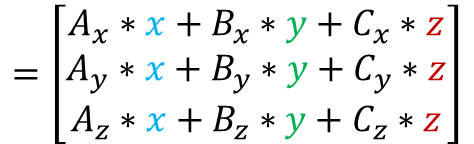 A_x * x + B_x * y + C_x * z
= A_y * x + B_y * y + C_y * z
A_z * x + B_z * y + C_z * z